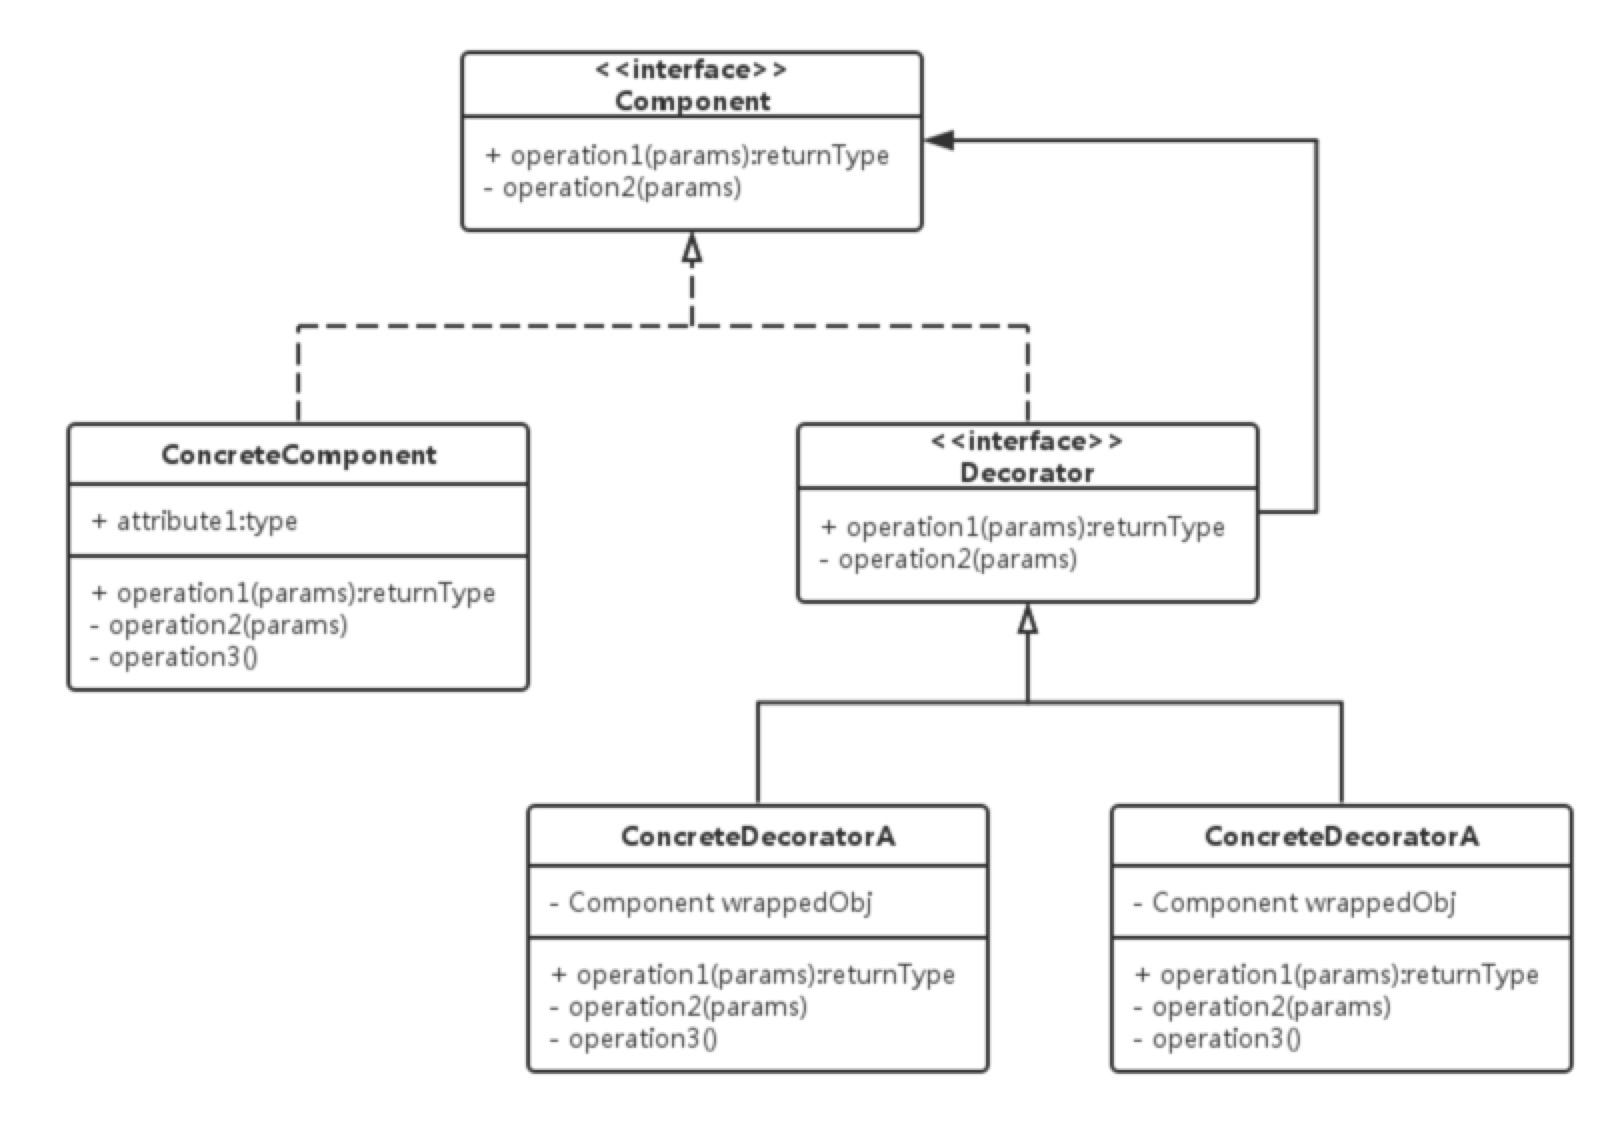 <<interface>>
Component
+ operation1(params):returnType
- operation2(params)
ConcreteComponent
+ attribute1:type
+ operation1(params):returnType
- operation2(params)
- operation3()
<<interface>>
Decorator
+ operation1(params):returnType
- operation2(params)
ConcreteDecoratorA
- Component wrappedObj
+ operation1(params):returnType
- operation2(params)
- operation3()
ConcreteDecoratorA
- Component wrappedObj
+ operation1(params):returnType
- operation2(params)
- operation3()